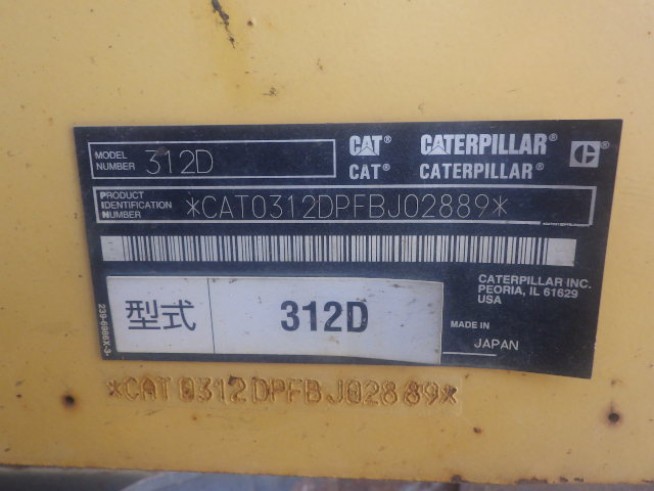 MODEL NUMBER 312D
CAT® CATERPILLAR®
CAT® CATERPILLAR®
PRODUCT IDENTIFICATION NUMBER *CAT0312DPFBJ02889*
CATERPILLAR INC.
PEORIA, IL 61629
USA
型式 312D
MADE IN
JAPAN
*CAT0312DPFBJ02889*